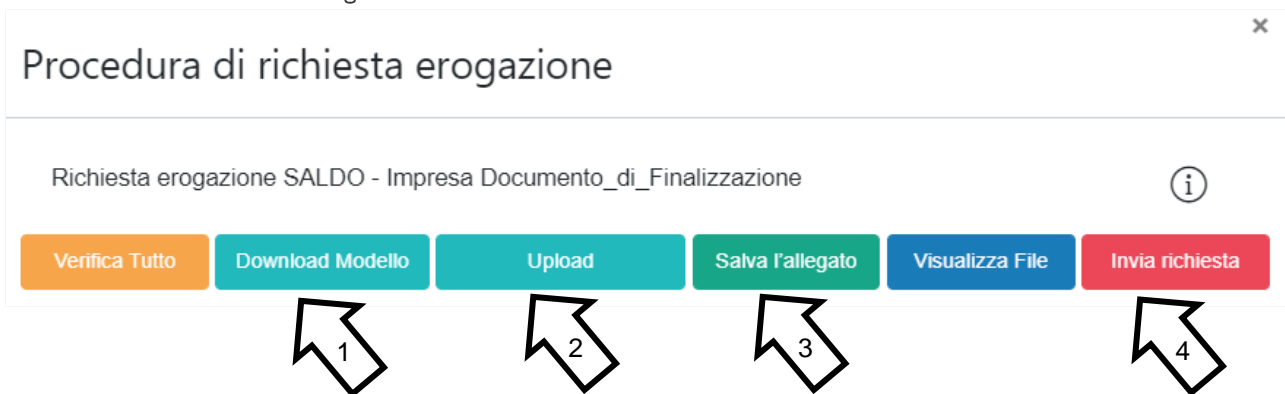 ×
Procedura di richiesta erogazione
Richiesta erogazione SALDO - Impresa Documento_di_Finalizzazione
i
Verifica Tutto Download Modello Upload Salva l'allegato Visualizza File Invia richiesta
1 2 3 4